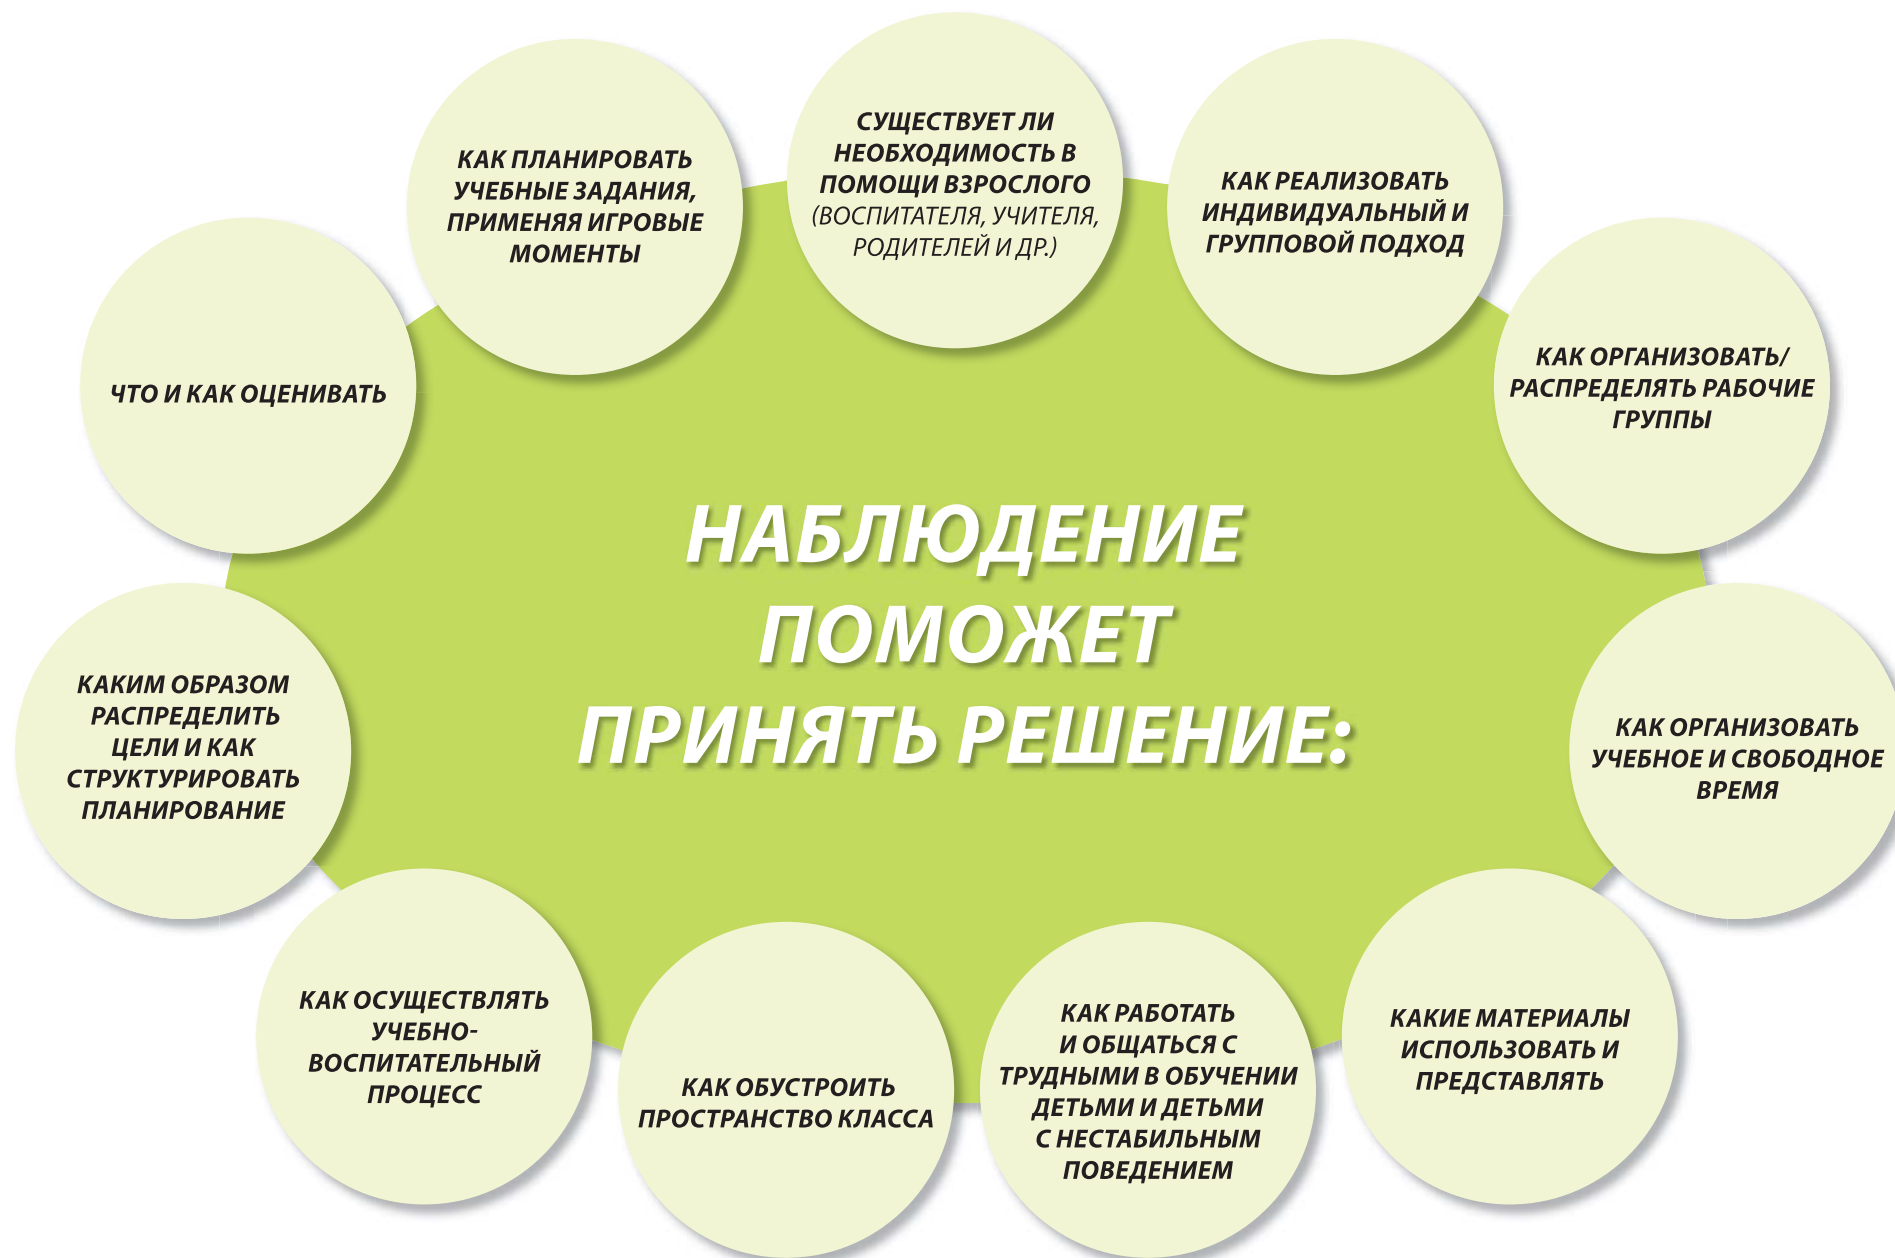 СУЩЕСТВУЕТ ЛИ
НЕОБХОДИМОСТЬ В
ПОМОЩИ ВЗРОСЛОГО
(ВОСПИТАТЕЛЯ, УЧИТЕЛЯ,
РОДИТЕЛЕЙ И ДР.)
КАК ПЛАНИРОВАТЬ
УЧЕБНЫЕ ЗАДАНИЯ,
ПРИМЕНЯЯ ИГРОВЫЕ
МОМЕНТЫ
КАК РЕАЛИЗОВАТЬ
ИНДИВИДУАЛЬНЫЙ И
ГРУППОВОЙ ПОДХОД
ЧТО И КАК ОЦЕНИВАТЬ
КАК ОРГАНИЗОВАТЬ/
РАСПРЕДЕЛЯТЬ РАБОЧИЕ
ГРУППЫ
НАБЛЮДЕНИЕ
ПОМОЖЕТ
ПРИНЯТЬ РЕШЕНИЕ:
КАКИМ ОБРАЗОМ
РАСПРЕДЕЛИТЬ
ЦЕЛИ И КАК
СТРУКТУРИРОВАТЬ
ПЛАНИРОВАНИЕ
КАК ОРГАНИЗОВАТЬ
УЧЕБНОЕ И СВОБОДНОЕ
ВРЕМЯ
КАК ОСУЩЕСТВЛЯТЬ
УЧЕБНО-
ВОСПИТАТЕЛЬНЫЙ
ПРОЦЕСС
КАК ОБУСТРОИТЬ
ПРОСТРАНСТВО КЛАССА
КАК РАБОТАТЬ
И ОБЩАТЬСЯ С
ТРУДНЫМИ В ОБУЧЕНИИ
ДЕТЬМИ И ДЕТЬМИ
С НЕСТАБИЛЬНЫМ
ПОВЕДЕНИЕМ
КАКИЕ МАТЕРИАЛЫ
ИСПОЛЬЗОВАТЬ И
ПРЕДСТАВЛЯТЬ